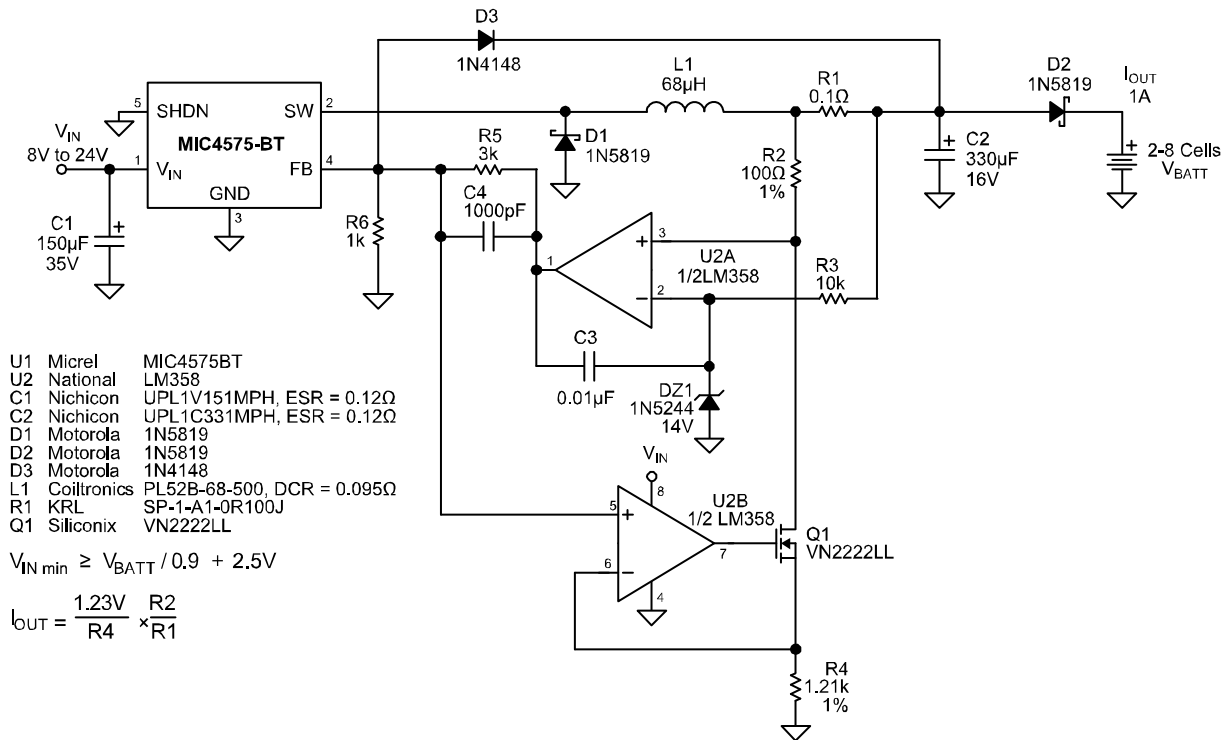 D3
1N4148
L1
68µH
R1
0.1Ω
D2
1N5819
IOUT
1A
5
SHDN
SW
2
MIC4575-BT
VIN
8V to 24V
1
VIN
FB
4
GND
3
D1
1N5819
R5
3k
C4
1000pF
R2
100Ω
1%
C2
330µF
16V
2-8 Cells
VBATT
C1
150µF
35V
R6
1k
1
3
+
U2A
1/2LM358
2
−
R3
10k
C3
0.01µF
DZ1
1N5244
14V
U1 Micrel MIC4575BT
U2 National LM358
C1 Nichicon UPL1V151MPH, ESR = 0.12Ω
C2 Nichicon UPL1C331MPH, ESR = 0.12Ω
D1 Motorola 1N5819
D2 Motorola 1N5819
D3 Motorola 1N4148
L1 Coiltronics PL52B-68-500, DCR = 0.095Ω
R1 KRL SP-1-A1-0R100J
Q1 Siliconix VN2222LL
VIN min ≥ VBATT / 0.9 + 2.5V
IOUT = 1.23V/R4 × R2/R1
VIN
8
5
+
U2B
1/2 LM358
7
6
−
4
Q1
VN2222LL
R4
1.21k
1%